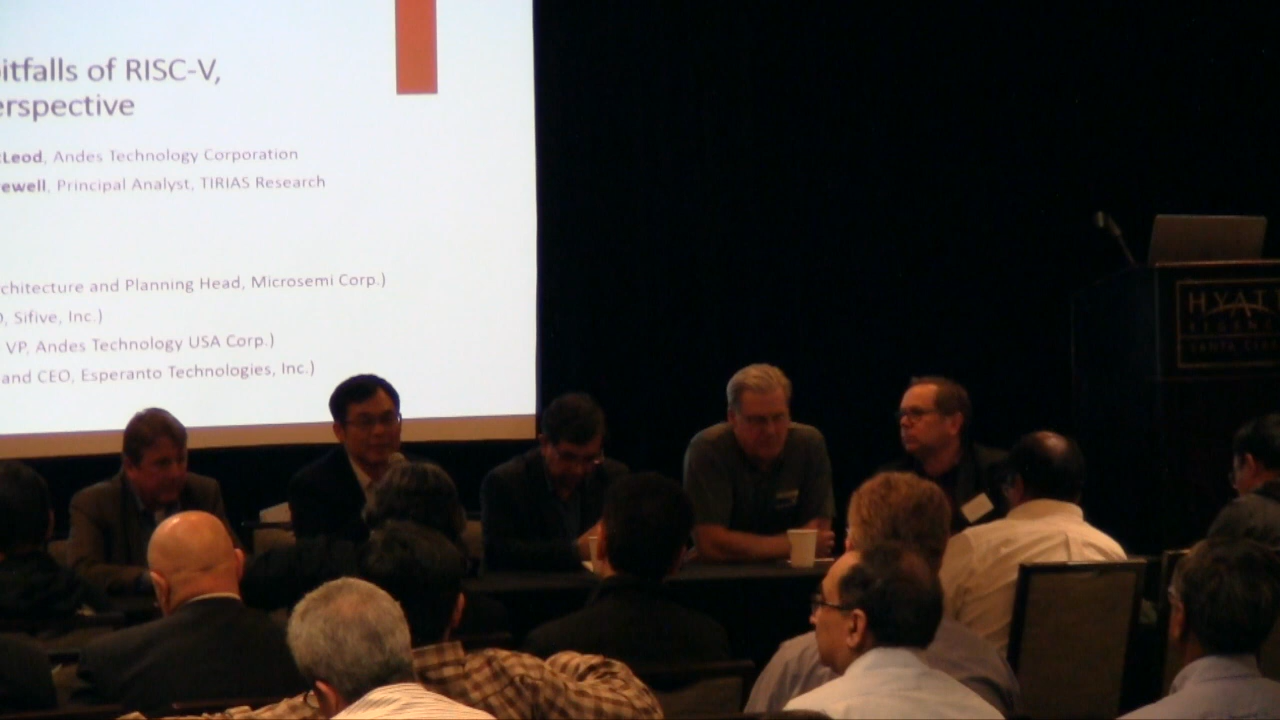 itfalls of RISC-V,
erspective
Leod, Andes Technology Corporation
ewell, Principal Analyst, TIRIAS Research
chitecture and Planning Head, Microsemi Corp.)
, Sifive, Inc.)
VP, Andes Technology USA Corp.)
and CEO, Esperanto Technologies, Inc.)
HYATT